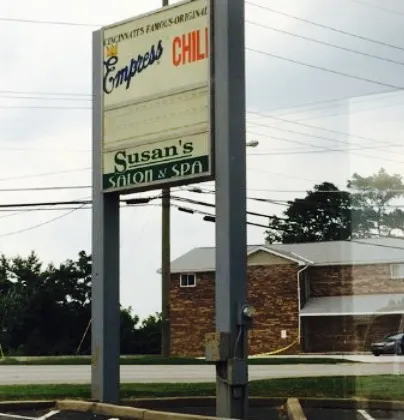 CINCINNATI'S FAMOUS-ORIGINAL
Empress CHILI
Susan's
SALON & SPA